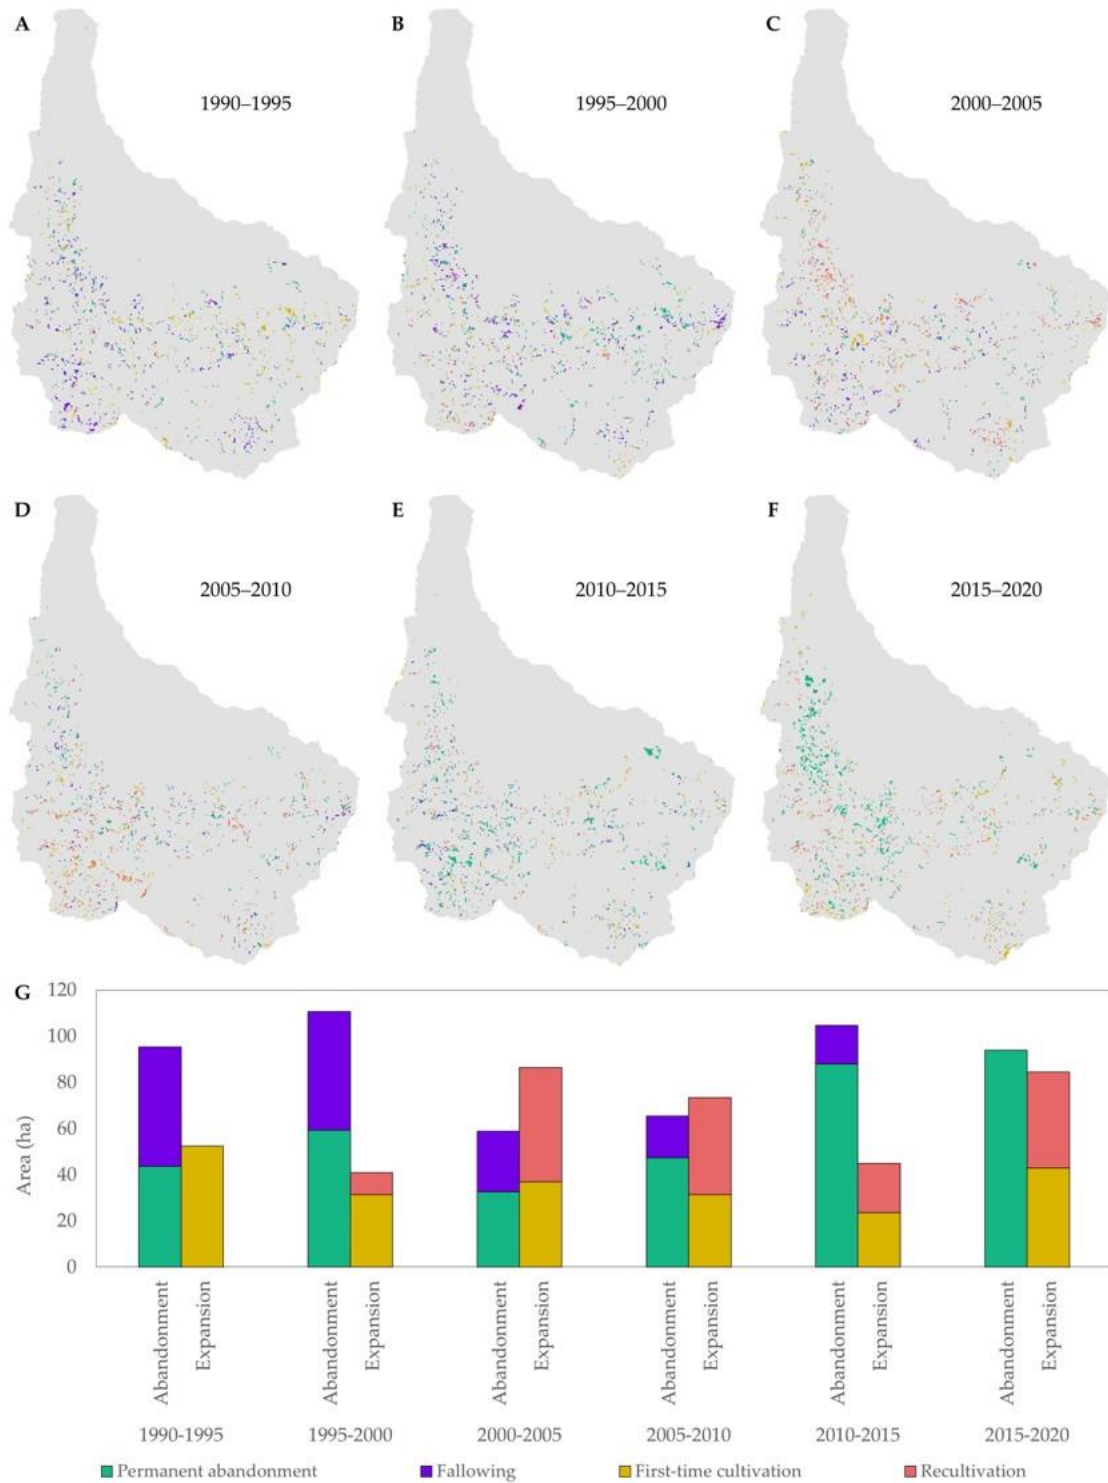 A
B
C
1990–1995
1995–2000
2000–2005
D
E
F
2005–2010
2010–2015
2015–2020
G
120
100
80
60
40
20
0
Area (ha)
Abandonment
Expansion
Abandonment
Expansion
Abandonment
Expansion
Abandonment
Expansion
Abandonment
Expansion
Abandonment
Expansion
1990-1995
1995-2000
2000-2005
2005-2010
2010-2015
2015-2020
Permanent abandonment
Fallowing
First-time cultivation
Recultivation